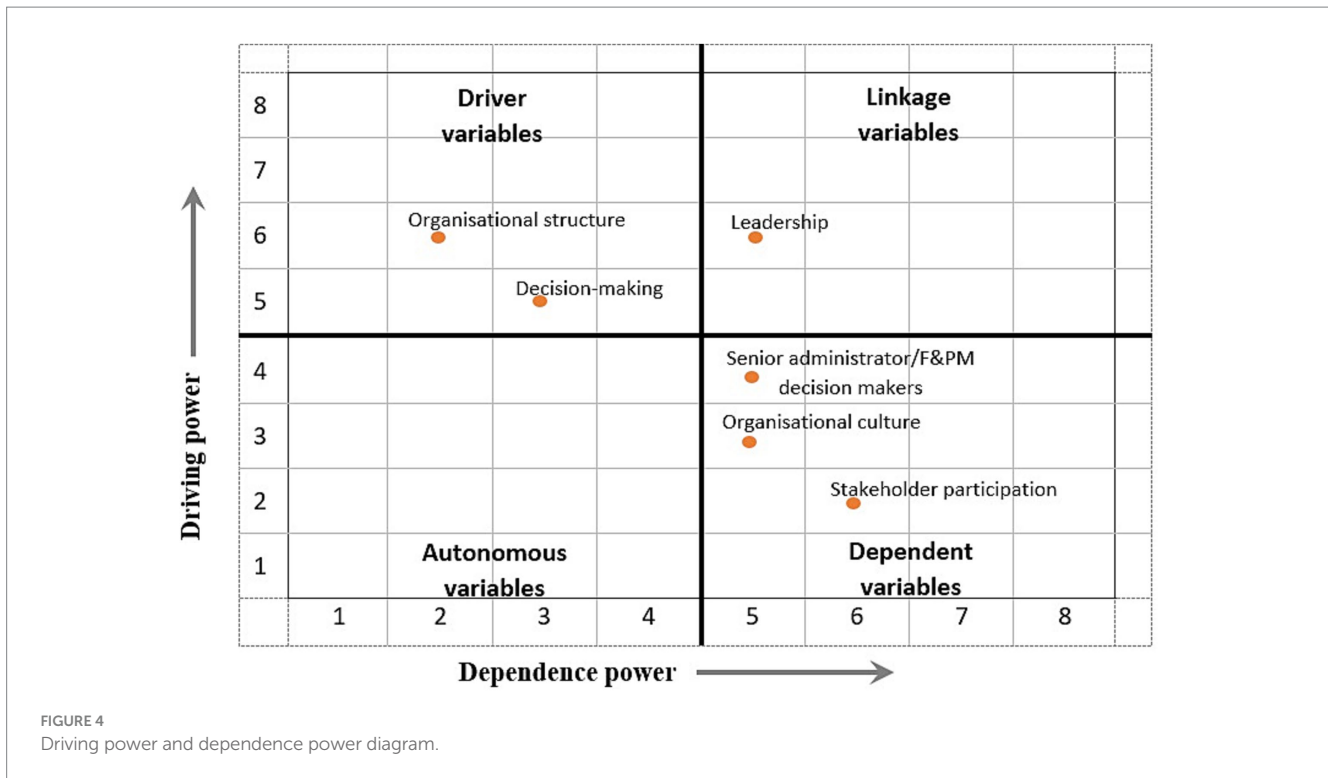 8
Driver
variables
Linkage
variables
7
6
Organisational structure
Leadership
5
Decision-making
4
Senior administrator/F&PM
decision makers
3
Organisational culture
2
Stakeholder participation
1
Autonomous
variables
Dependent
variables
1 2 3 4 5 6 7 8
Driving power
Dependence power
FIGURE 4
Driving power and dependence power diagram.